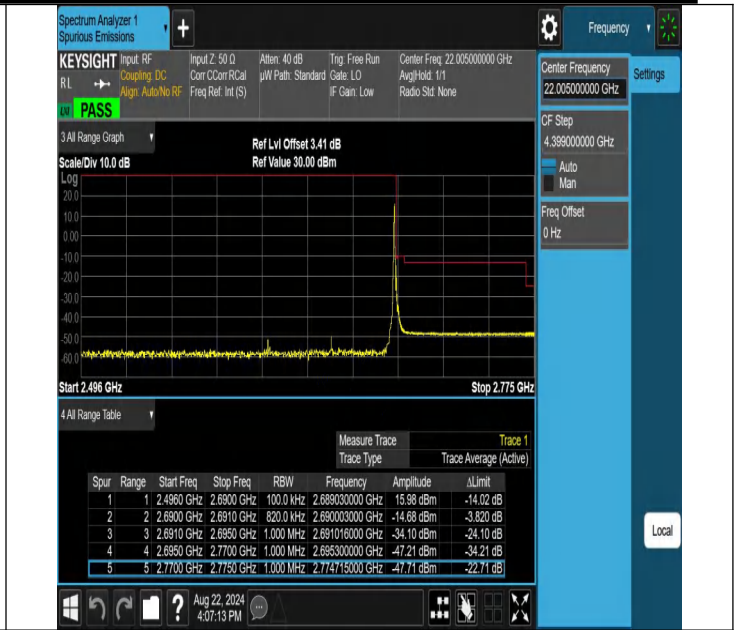 Spectrum Analyzer 1
Spurious Emissions
+
Frequency
KEYSIGHT Input: RF Input Z: 50 Ω Atten: 40 dB Trig: Free Run Center Freq: 22.005000000 GHz
RL Coupling: DC Corr CCorr RCal µW Path: Standard Gate: LO Avg|Hold: 1/1
Align: Auto/No RF Freq Ref: Int (S) IF Gain: Low Radio Std: None
PASS
Center Frequency
22.005000000 GHz
Settings
CF Step
4.399000000 GHz
Auto
Man
Freq Offset
0 Hz
3 All Range Graph
Ref Lvl Offset 3.41 dB
Scale/Div 10.0 dB Ref Value 30.00 dBm
Log
20.0
10.0
0.00
-10.0
-20.0
-30.0
-40.0
-50.0
-60.0
Start 2.496 GHz Stop 2.775 GHz
4 All Range Table
Measure Trace Trace 1
Trace Type Trace Average (Active)
Spur Range Start Freq Stop Freq RBW Frequency Amplitude ΔLimit
1 1 2.4960 GHz 2.6900 GHz 100.0 kHz 2.689030000 GHz 15.98 dBm -14.02 dB
2 2 2.6900 GHz 2.6910 GHz 820.0 kHz 2.690003000 GHz -14.68 dBm -3.820 dB
3 3 2.6910 GHz 2.6950 GHz 1.000 MHz 2.691016000 GHz -34.10 dBm -24.10 dB
4 4 2.6950 GHz 2.7700 GHz 1.000 MHz 2.695300000 GHz -47.21 dBm -34.21 dB
5 5 2.7700 GHz 2.7750 GHz 1.000 MHz 2.774715000 GHz -47.71 dBm -22.71 dB
Local
? Aug 22, 2024
4:07:13 PM